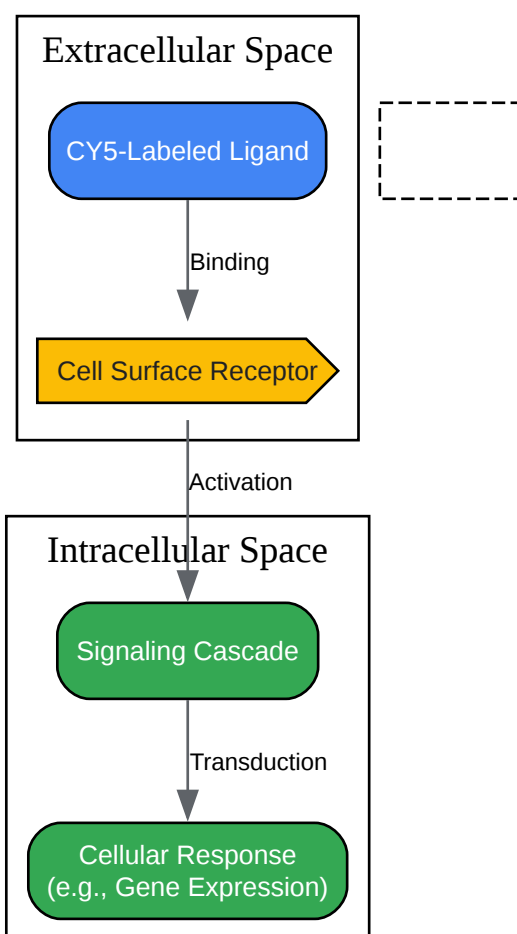 Extracellular Space
CY5-Labeled Ligand
Binding
Cell Surface Receptor
Activation
Intracellular Space
Signaling Cascade
Transduction
Cellular Response
(e.g., Gene Expression)